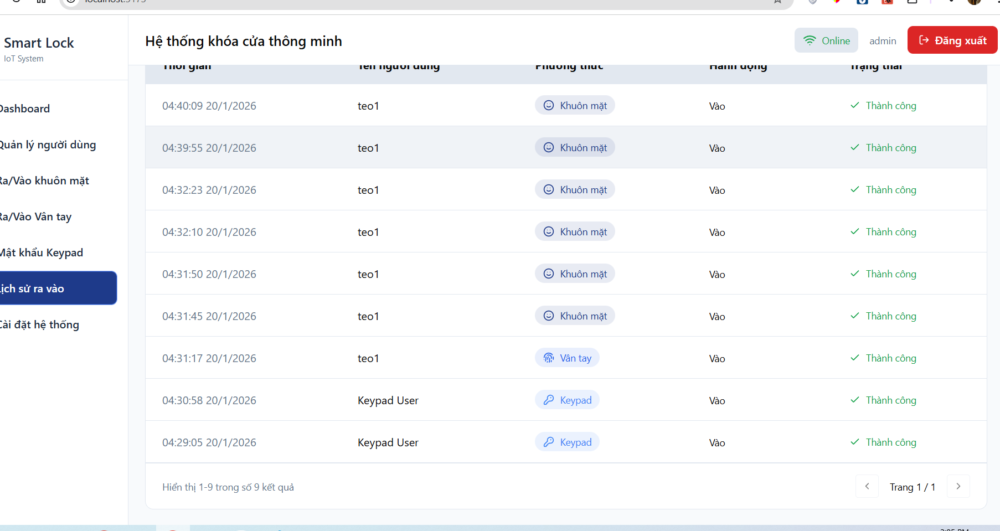 localhost:5173
Smart Lock
IoT System
Hệ thống khóa cửa thông minh
Online
admin
Đăng xuất
Dashboard
Quản lý người dùng
Ra/Vào khuôn mặt
Ra/Vào Vân tay
Mật khẩu Keypad
Lịch sử ra vào
Cài đặt hệ thống
Thời gian Tên người dùng Phương thức Hành động Trạng thái
04:40:09 20/1/2026 teo1 Khuôn mặt Vào Thành công
04:39:55 20/1/2026 teo1 Khuôn mặt Vào Thành công
04:32:23 20/1/2026 teo1 Khuôn mặt Vào Thành công
04:32:10 20/1/2026 teo1 Khuôn mặt Vào Thành công
04:31:50 20/1/2026 teo1 Khuôn mặt Vào Thành công
04:31:45 20/1/2026 teo1 Khuôn mặt Vào Thành công
04:31:17 20/1/2026 teo1 Vân tay Vào Thành công
04:30:58 20/1/2026 Keypad User Keypad Vào Thành công
04:29:05 20/1/2026 Keypad User Keypad Vào Thành công
Hiển thị 1-9 trong số 9 kết quả
Trang 1 / 1